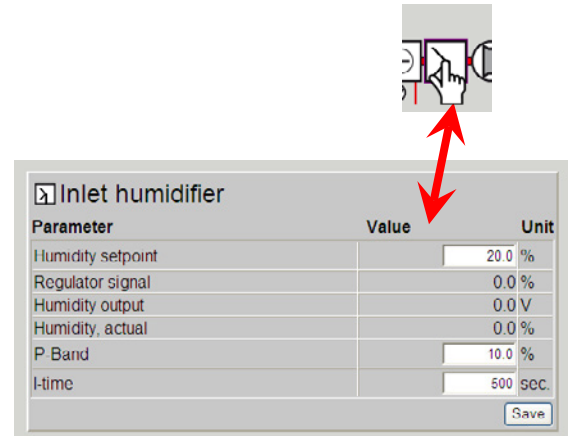 Inlet humidifier
Parameter Value Unit
Humidity setpoint 20.0 %
Regulator signal 0.0 %
Humidity output 0.0 V
Humidity, actual 0.0 %
P-Band 10.0 %
I-time 500 sec.
Save